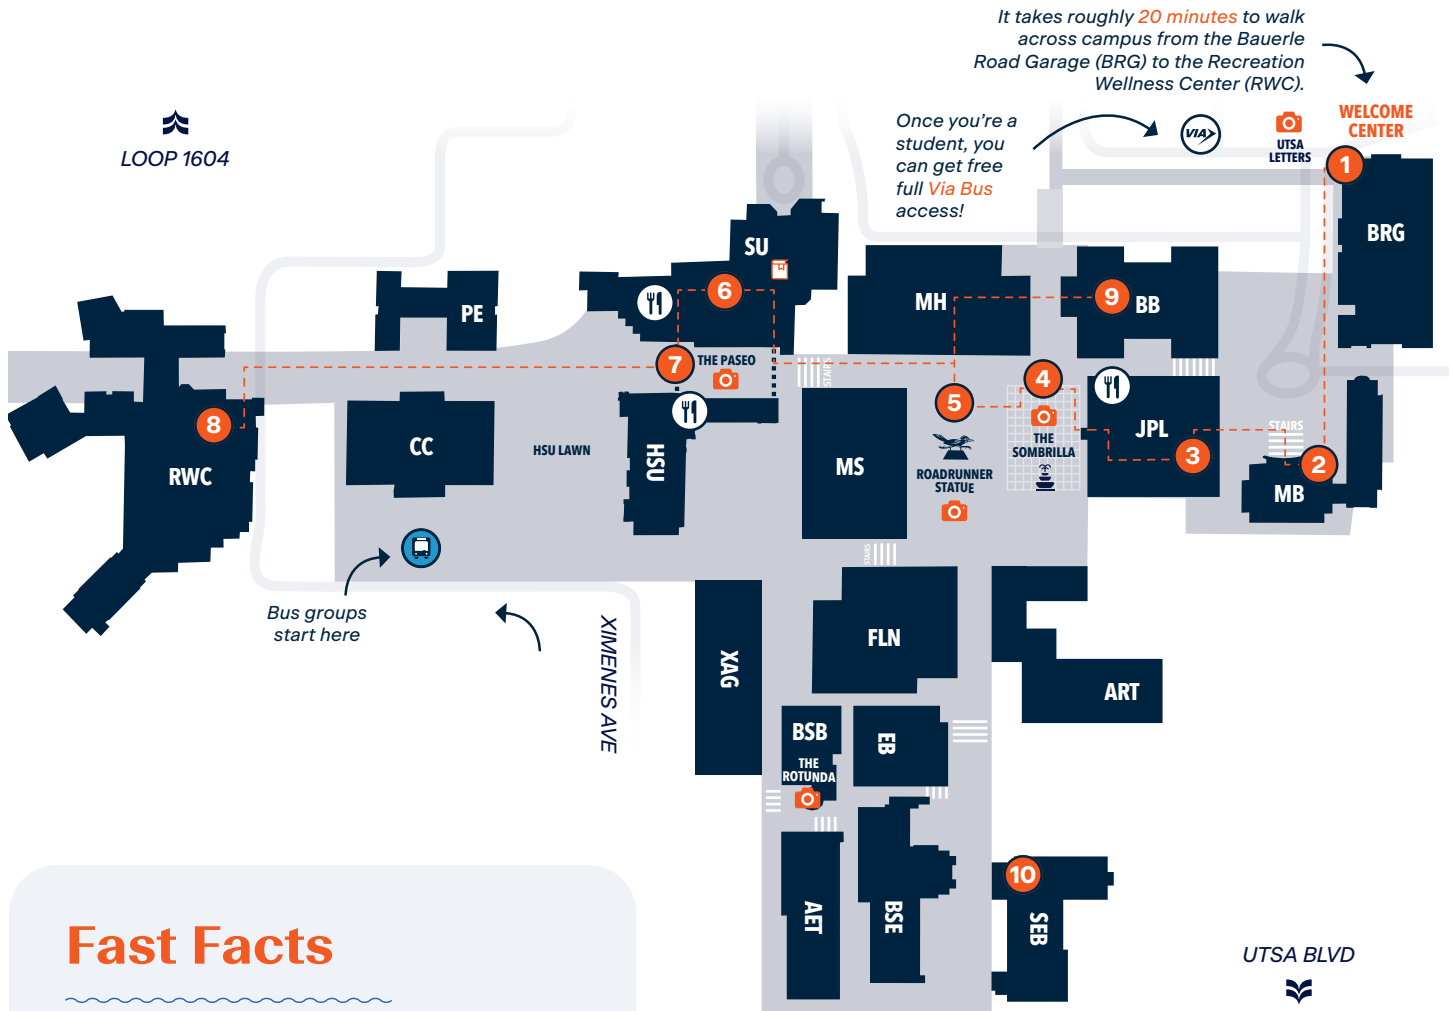 It takes roughly 20 minutes to walk
across campus from the Bauerle
Road Garage (BRG) to the Recreation
Wellness Center (RWC).
LOOP 1604
Once you’re a
student, you
can get free
full Via Bus
access!
VIA
UTSA
LETTERS
WELCOME
CENTER
1
BRG
SU
6
PE
MH
9
BB
7
THE PASEO
STAIRS
4
5
8
RWC
CC
HSU LAWN
HSU
MS
ROADRUNNER
STATUE
THE
SOMBRILLA
JPL
3
STAIRS
2
MB
STAIRS
Bus groups
start here
XIMENES AVE
XAG
FLN
ART
BSB
THE
ROTUNDA
EB
AET
BSE
10
SEB
Fast Facts
UTSA BLVD